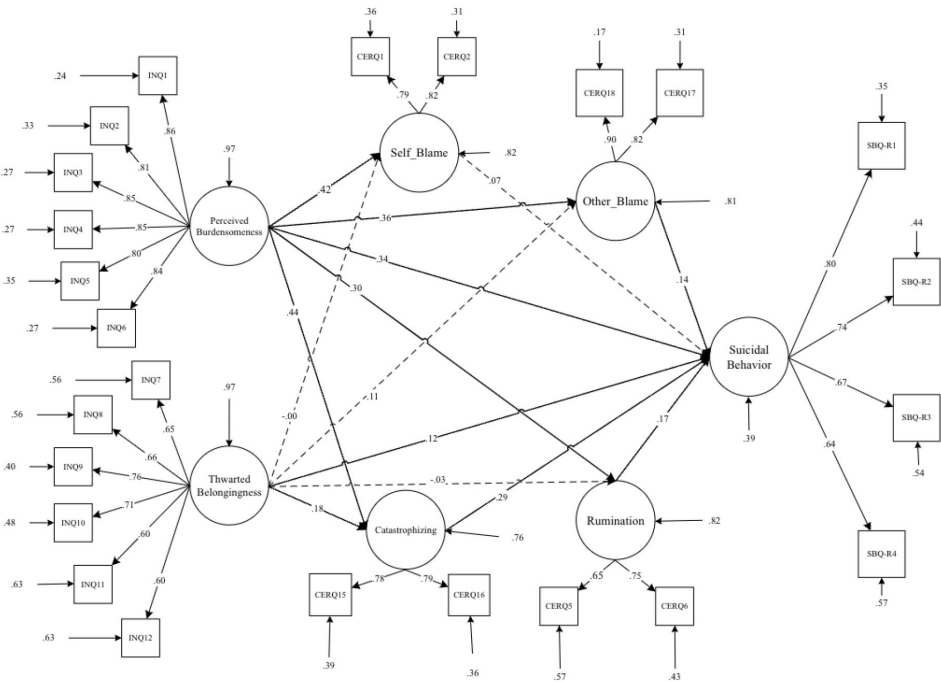 .36
.31
CERQ1
CERQ2
.79
.82
Self_Blame
.82
.17
.31
CERQ18
CERQ17
.90
.82
Other_Blame
.81
.24
INQ1
.33
INQ2
.27
INQ3
.27
INQ4
.35
INQ5
.27
INQ6
.86
.81
.85
.85
.80
.84
.97
Perceived
Burdensomeness
.42
.36
.34
.30
.44
.07
.14
.35
SBQ-R1
.44
SBQ-R2
SBQ-R3
.54
SBQ-R4
.57
.80
.74
.67
.64
Suicidal
Behavior
.39
.56
INQ7
.56
INQ8
.40
INQ9
.48
INQ10
.63
INQ11
.63
INQ12
.65
.66
.76
.71
.60
.60
.97
Thwarted
Belongingness
-.00
.11
.12
-.03
.18
.29
.17
Catastrophizing
.76
.78
.79
CERQ15
CERQ16
.39
.36
Rumination
.82
.65
.75
CERQ5
CERQ6
.57
.43